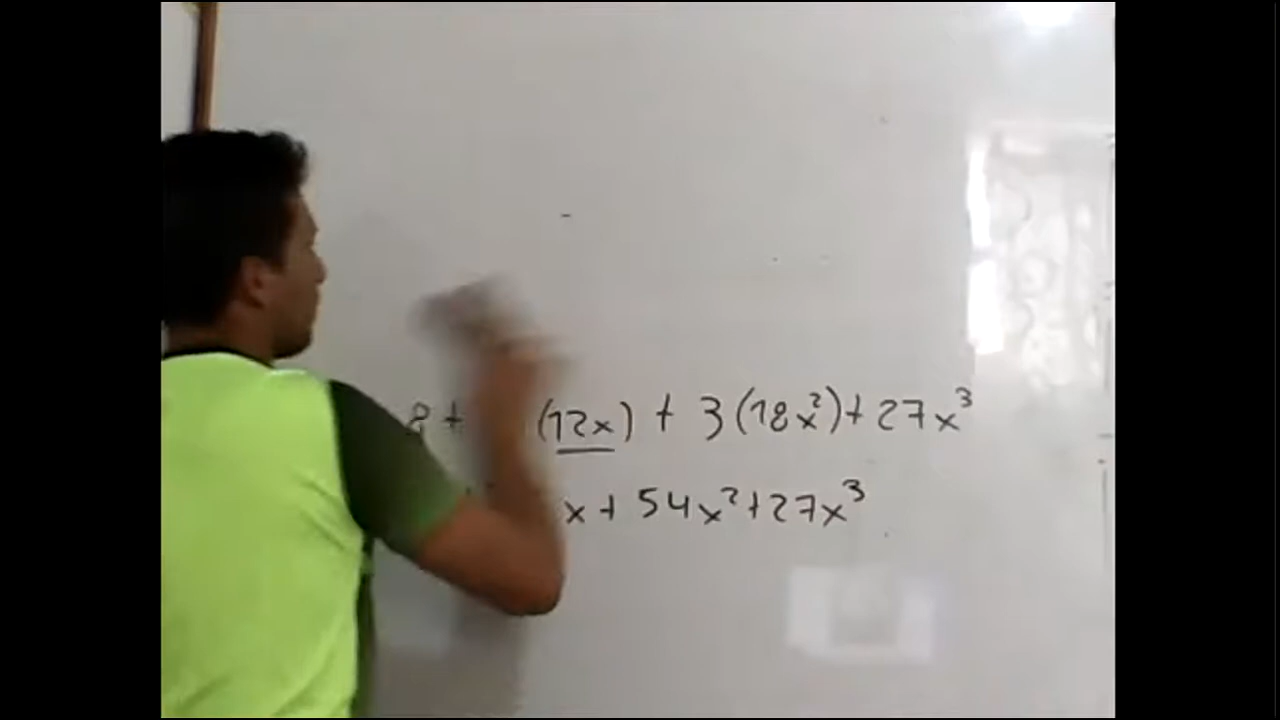 8 + (12x) + 3(18x²) + 27x³
x + 54x² + 27x³